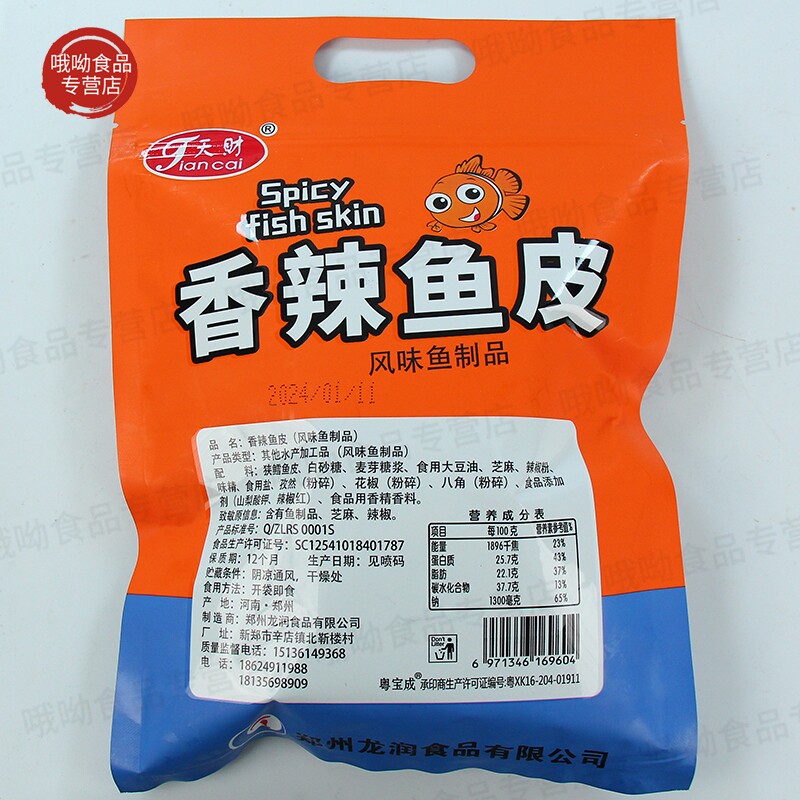 哦呦食品
专营店
天财
Tiancai
®
Spicy
fish skin
香辣鱼皮
风味鱼制品
2024/01/11
品 名：香辣鱼皮（风味鱼制品）
产品类型：其他水产加工品（风味鱼制品）
配 料：狭鳕鱼皮、白砂糖、麦芽糖浆、食用大豆油、芝麻、辣椒粉、
味精、食用盐、孜然（粉碎）、花椒（粉碎）、八角（粉碎）、食品添加
剂（山梨酸钾、辣椒红）、食品用香精香料。
致敏原信息：含有鱼制品、芝麻、辣椒。
产品标准号：Q/ZLRS 0001S
食品生产许可证号：SC12541018401787
保 质 期：12个月 生产日期：见喷码
贮藏条件：阴凉通风，干燥处
食用方法：开袋即食
产 地：河南·郑州
制 造 商：郑州龙润食品有限公司
厂 址：新郑市辛店镇北靳楼村
质量监督电话：15136149368
电 话：18624911988
18135698909
营 养 成 分 表
项目 每100克 营养素参考值%
能量 1896千焦 23%
蛋白质 25.7克 43%
脂肪 22.1克 37%
碳水化合物 37.7克 13%
钠 1300毫克 65%
Don't
Litter
6 971346 169604
粤宝成® 承印商生产许可证编号:粤XK16-204-01911
郑州龙润食品有限公司